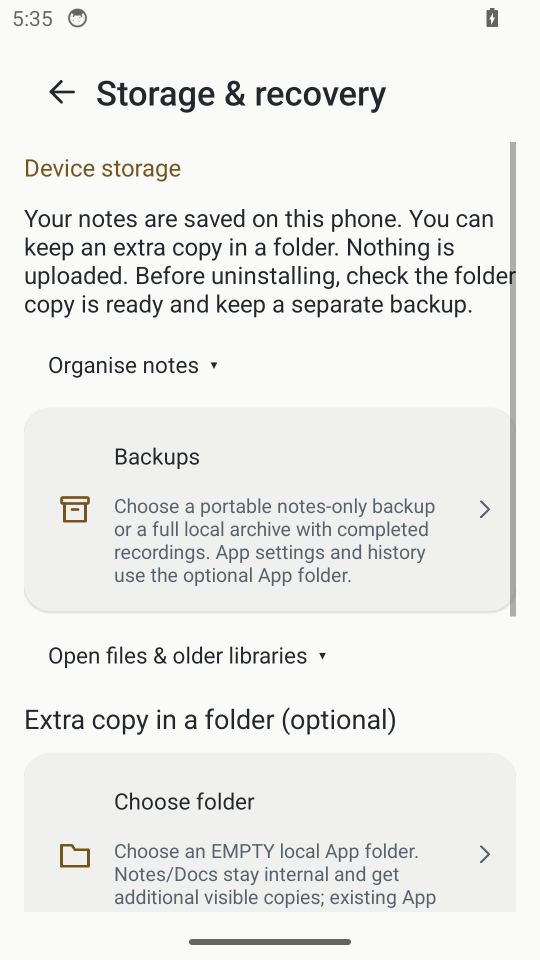 5:35
Storage & recovery
Device storage
Your notes are saved on this phone. You can
keep an extra copy in a folder. Nothing is
uploaded. Before uninstalling, check the folder
copy is ready and keep a separate backup.
Organise notes ▾
Backups
Choose a portable notes-only backup
or a full local archive with completed
recordings. App settings and history
use the optional App folder.
Open files & older libraries ▾
Extra copy in a folder (optional)
Choose folder
Choose an EMPTY local App folder.
Notes/Docs stay internal and get
additional visible copies; existing App